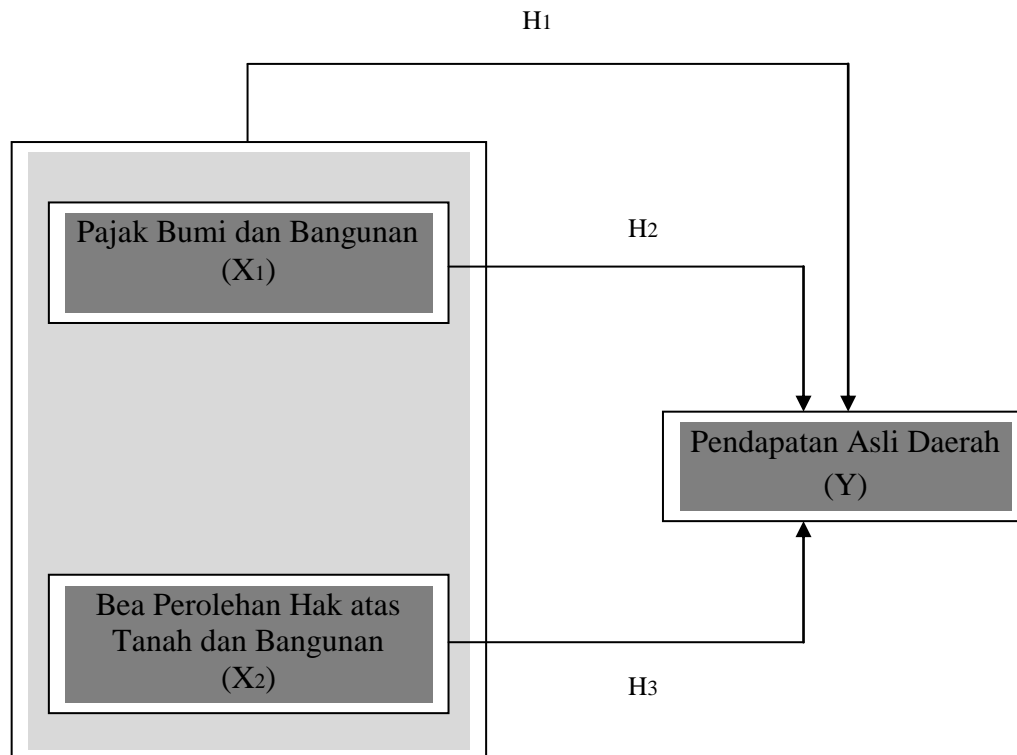 H1
Pajak Bumi dan Bangunan
(X1)
H2
Pendapatan Asli Daerah
(Y)
Bea Perolehan Hak atas
Tanah dan Bangunan
(X2)
H3